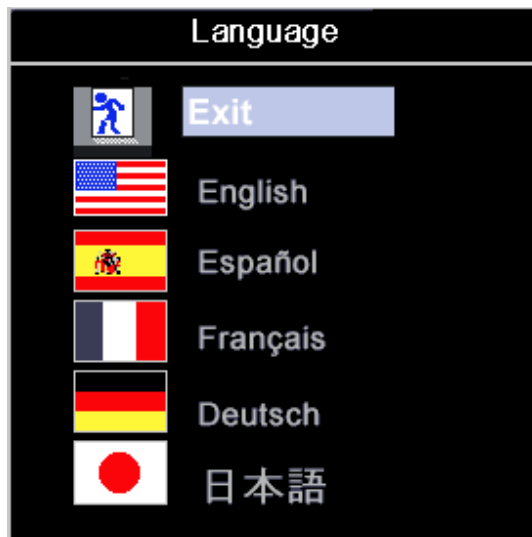 Language
Exit
English
Español
Français
Deutsch
日本語